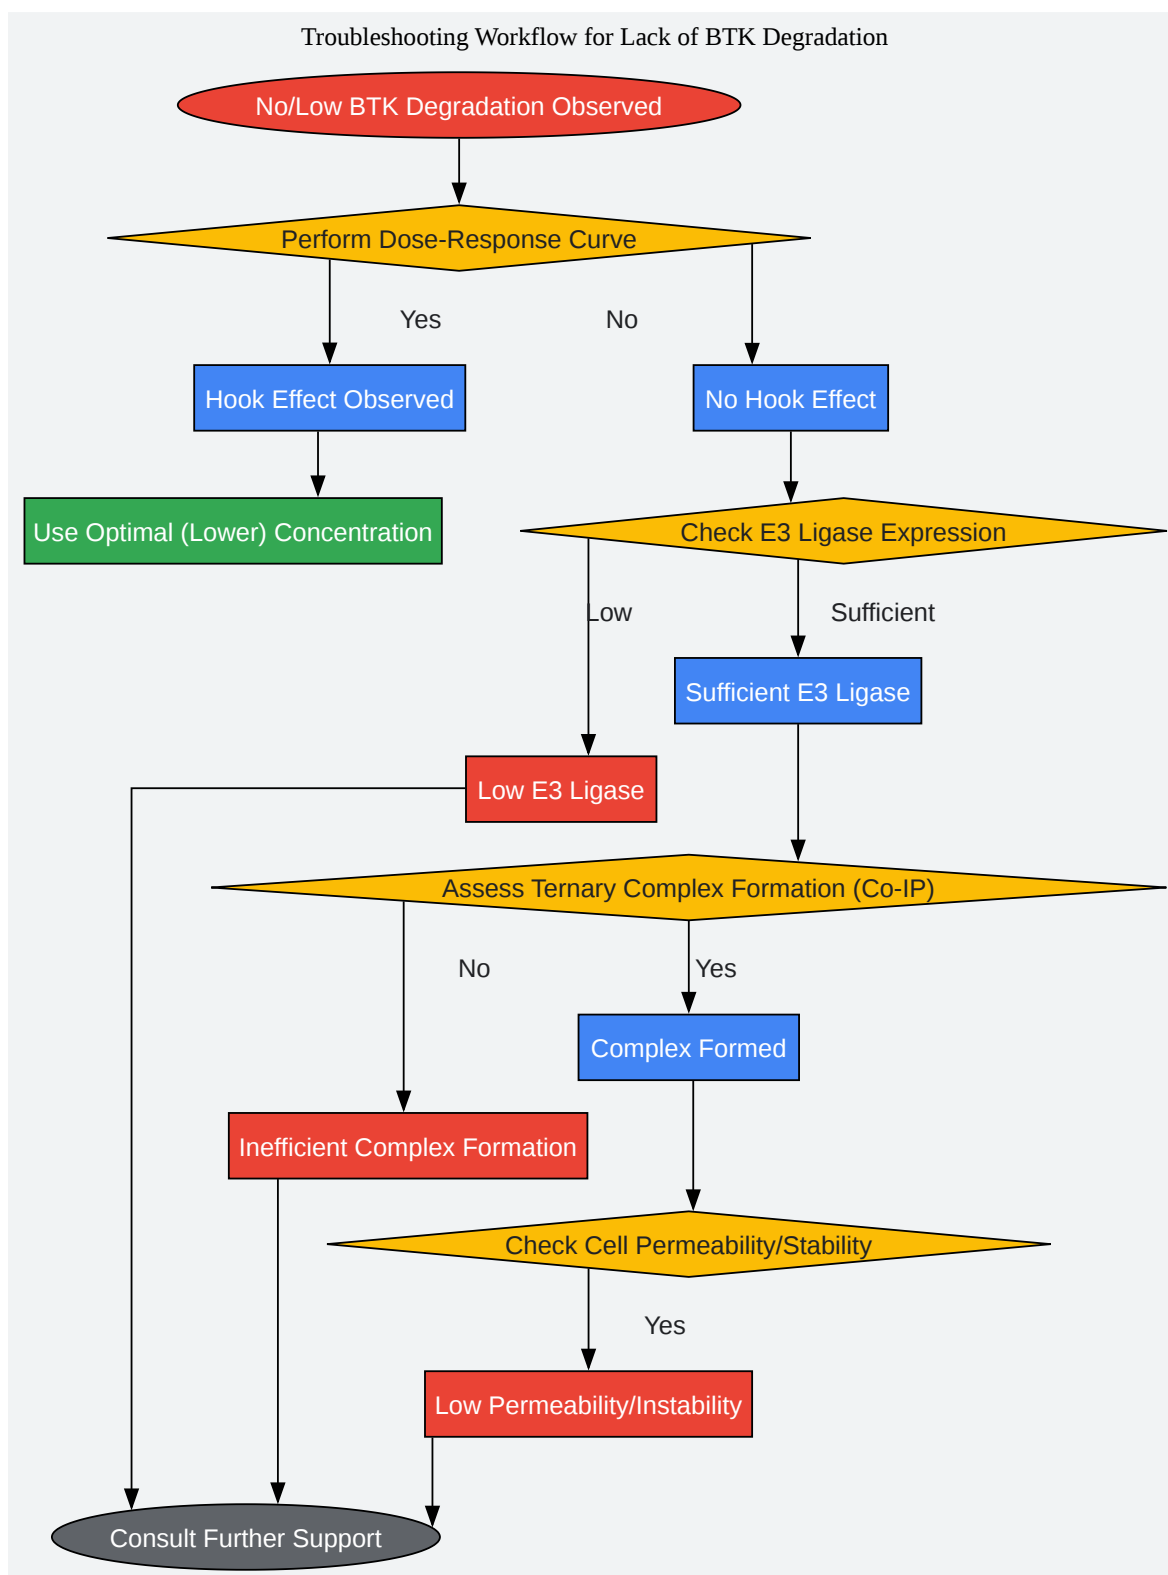 Troubleshooting Workflow for Lack of BTK Degradation
No/Low BTK Degradation Observed
Perform Dose-Response Curve
Yes
No
Hook Effect Observed
No Hook Effect
Use Optimal (Lower) Concentration
Check E3 Ligase Expression
Low
Sufficient
Sufficient E3 Ligase
Low E3 Ligase
Assess Ternary Complex Formation (Co-IP)
No
Yes
Complex Formed
Inefficient Complex Formation
Check Cell Permeability/Stability
Yes
Low Permeability/Instability
Consult Further Support